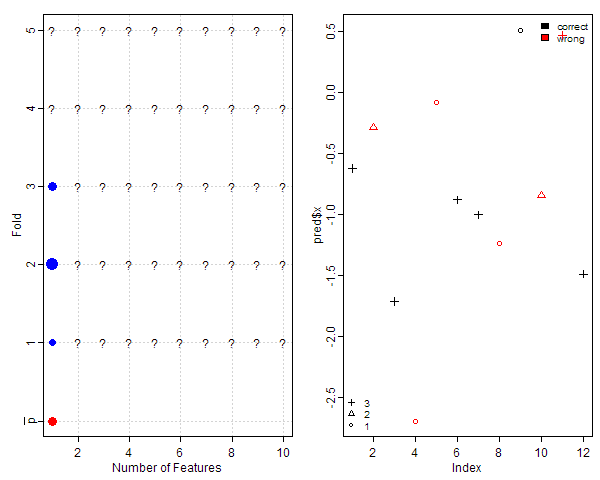 5 ? ? ? ? ? ? ? ? ? ?
4 ? ? ? ? ? ? ? ? ? ?
3 ? ? ? ? ? ? ? ? ?
2 ? ? ? ? ? ? ? ? ?
1 ? ? ? ? ? ? ? ? ?
p
Fold
2 4 6 8 10
Number of Features
correct
wrong
0.5
0.0
-0.5
-1.0
-1.5
-2.0
-2.5
pred$x
3
2
1
2 4 6 8 10 12
Index